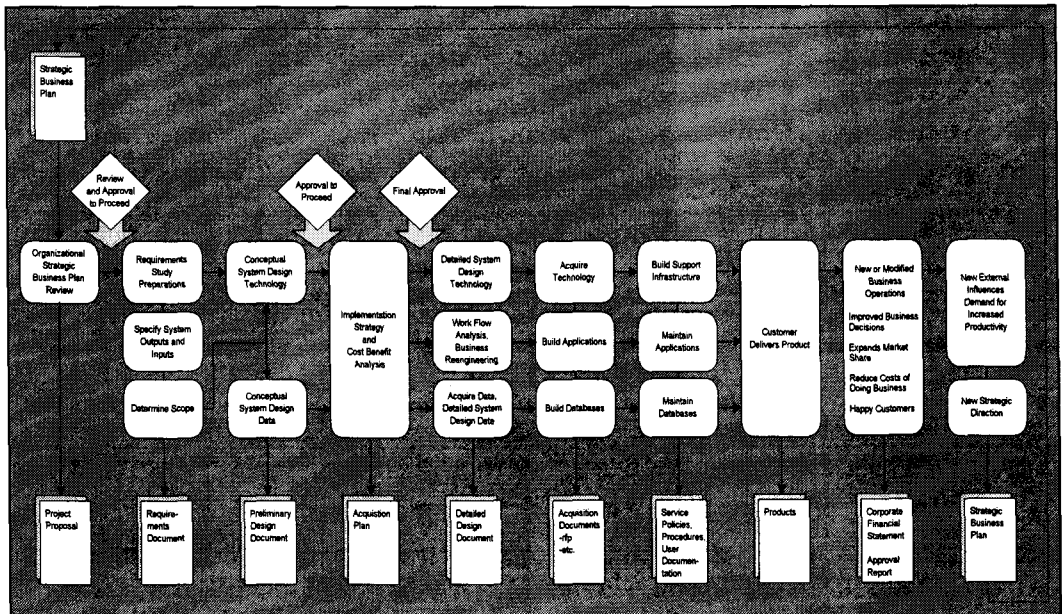 Strategic
Business
Plan
Review
and Approval
to Proceed
Approval to
Proceed
Final Approval
Organizational
Strategic
Business Plan
Review
Requirements
Study
Preparations
Specify System
Outputs and
Inputs
Determine Scope
Conceptual
System Design
Technology
Conceptual
System Design
Data
Implementation
Strategy
and
Cost Benefit
Analysis
Detailed System
Design
Technology
Work Flow
Analysis,
Business
Reengineering
Acquire Data,
Detailed System
Design Data
Acquire
Technology
Build Applications
Build Databases
Build Support
Infrastructure
Maintain
Applications
Maintain
Databases
Customer
Delivers Product
New or Modified
Business
Operations
Improved Business
Decisions
Expands Market
Share
Reduce Costs of
Doing Business
Happy Customers
New External
Influences
Demand for
Increased
Productivity
New Strategic
Direction
Project
Proposal
Require-
ments
Document
Preliminary
Design
Document
Acquistion
Plan
Detailed
Design
Document
Acquisition
Documents
-rfp
-etc.
Service
Policies,
Procedures,
User
Documen-
tation
Products
Corporate
Financial
Statement
Approval
Report
Strategic
Business
Plan